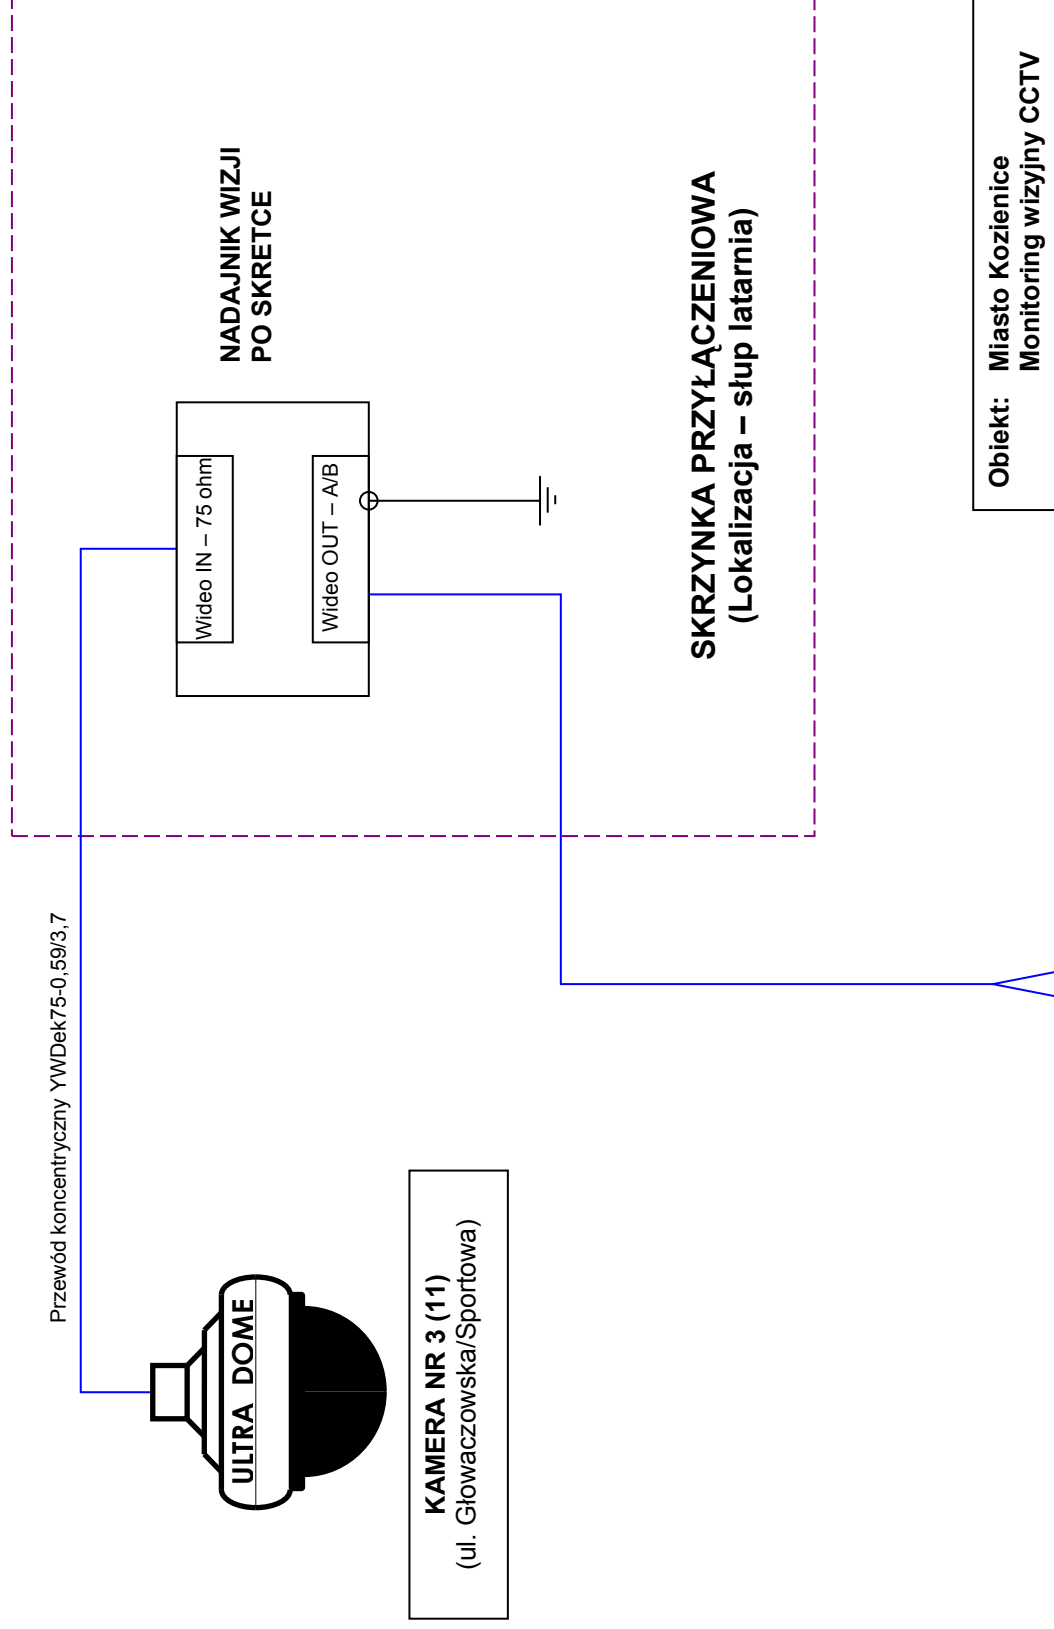 Przewód koncentryczny YWDek75-0,59/3,7
ULTRA DOME
KAMERA NR 3 (11)
(ul. Głowaczowska/Sportowa)
NADAJNIK WIZJI
PO SKRETCE
Wideo IN – 75 ohm
Wideo OUT – A/B
SKRZYNKA PRZYŁĄCZENIOWA
(Lokalizacja – słup latarnia)
Obiekt: Miasto Kozienice
Monitoring wizyjny CCTV